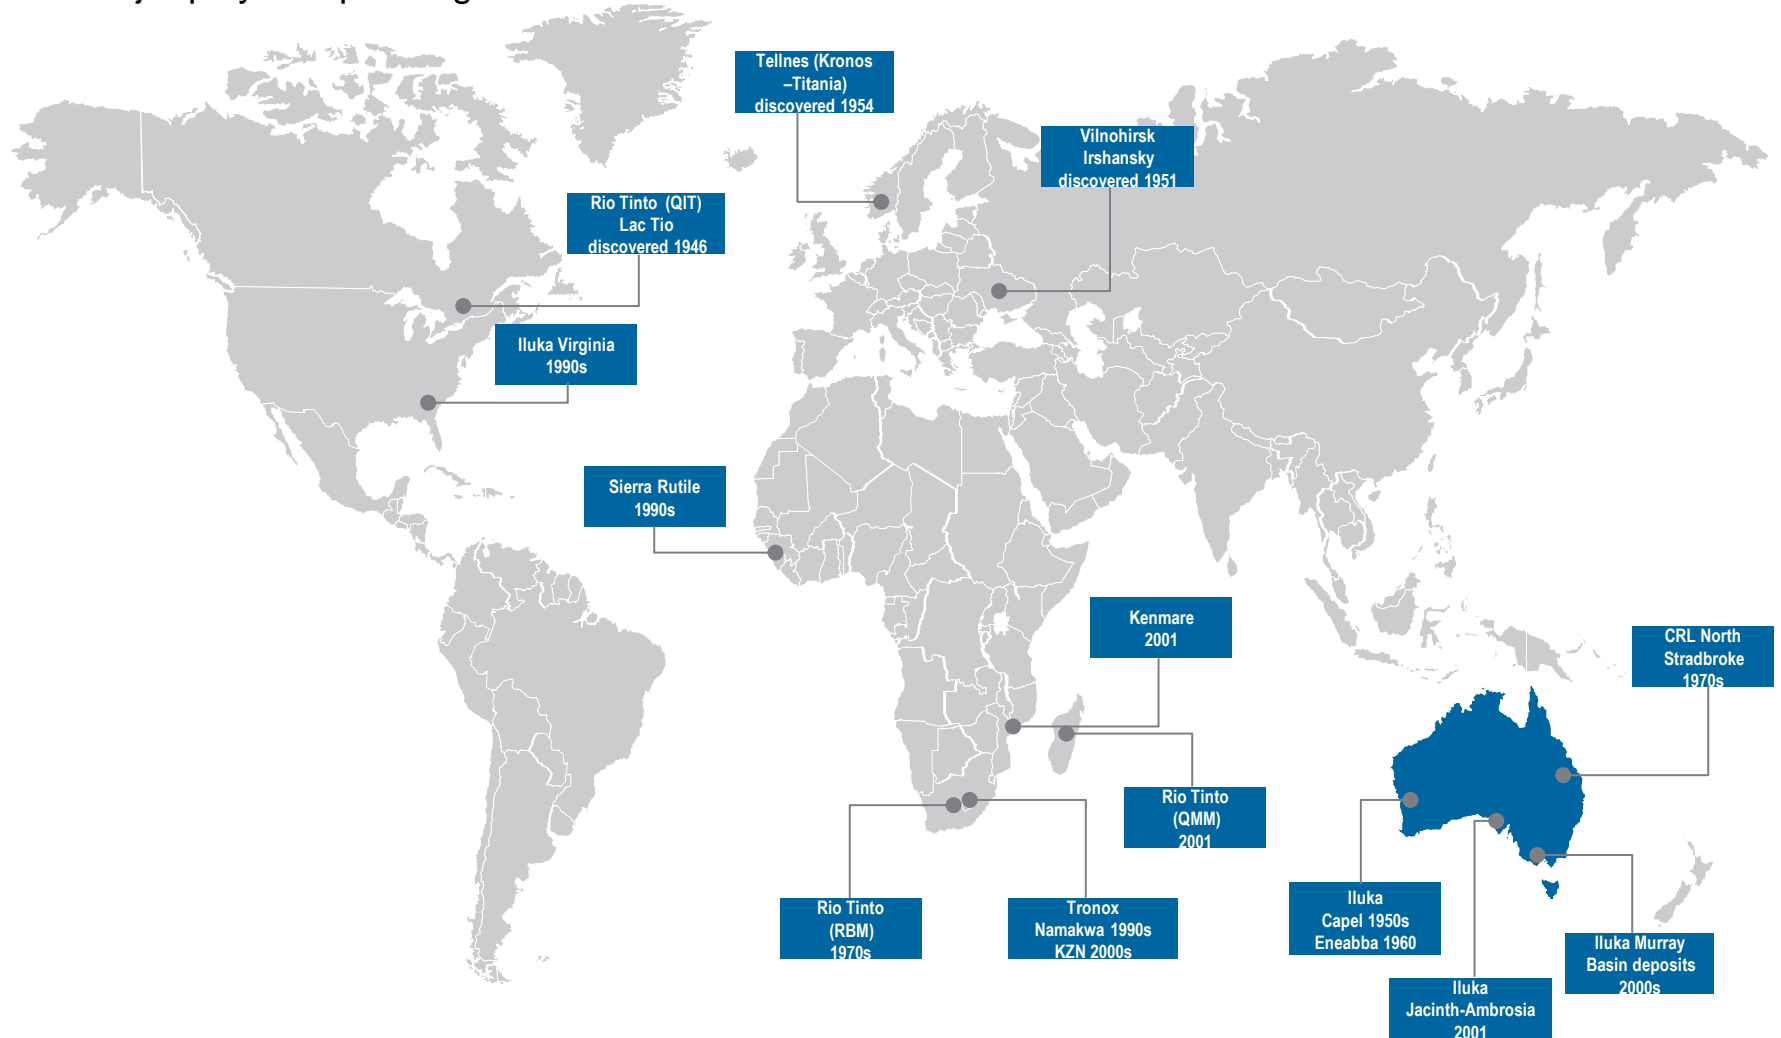 Tellnes (Kronos
–Titania)
discovered 1954
Vilnohirsk
Irshansky
discovered 1951
Rio Tinto (QIT)
Lac Tio
discovered 1946
Iluka Virginia
1990s
Sierra Rutile
1990s
Kenmare
2001
CRL North
Stradbroke
1970s
Rio Tinto
(QMM)
2001
Rio Tinto
(RBM)
1970s
Tronox
Namakwa 1990s
KZN 2000s
Iluka
Capel 1950s
Eneabba 1960
Iluka Murray
Basin deposits
2000s
Iluka
Jacinth-Ambrosia
2001